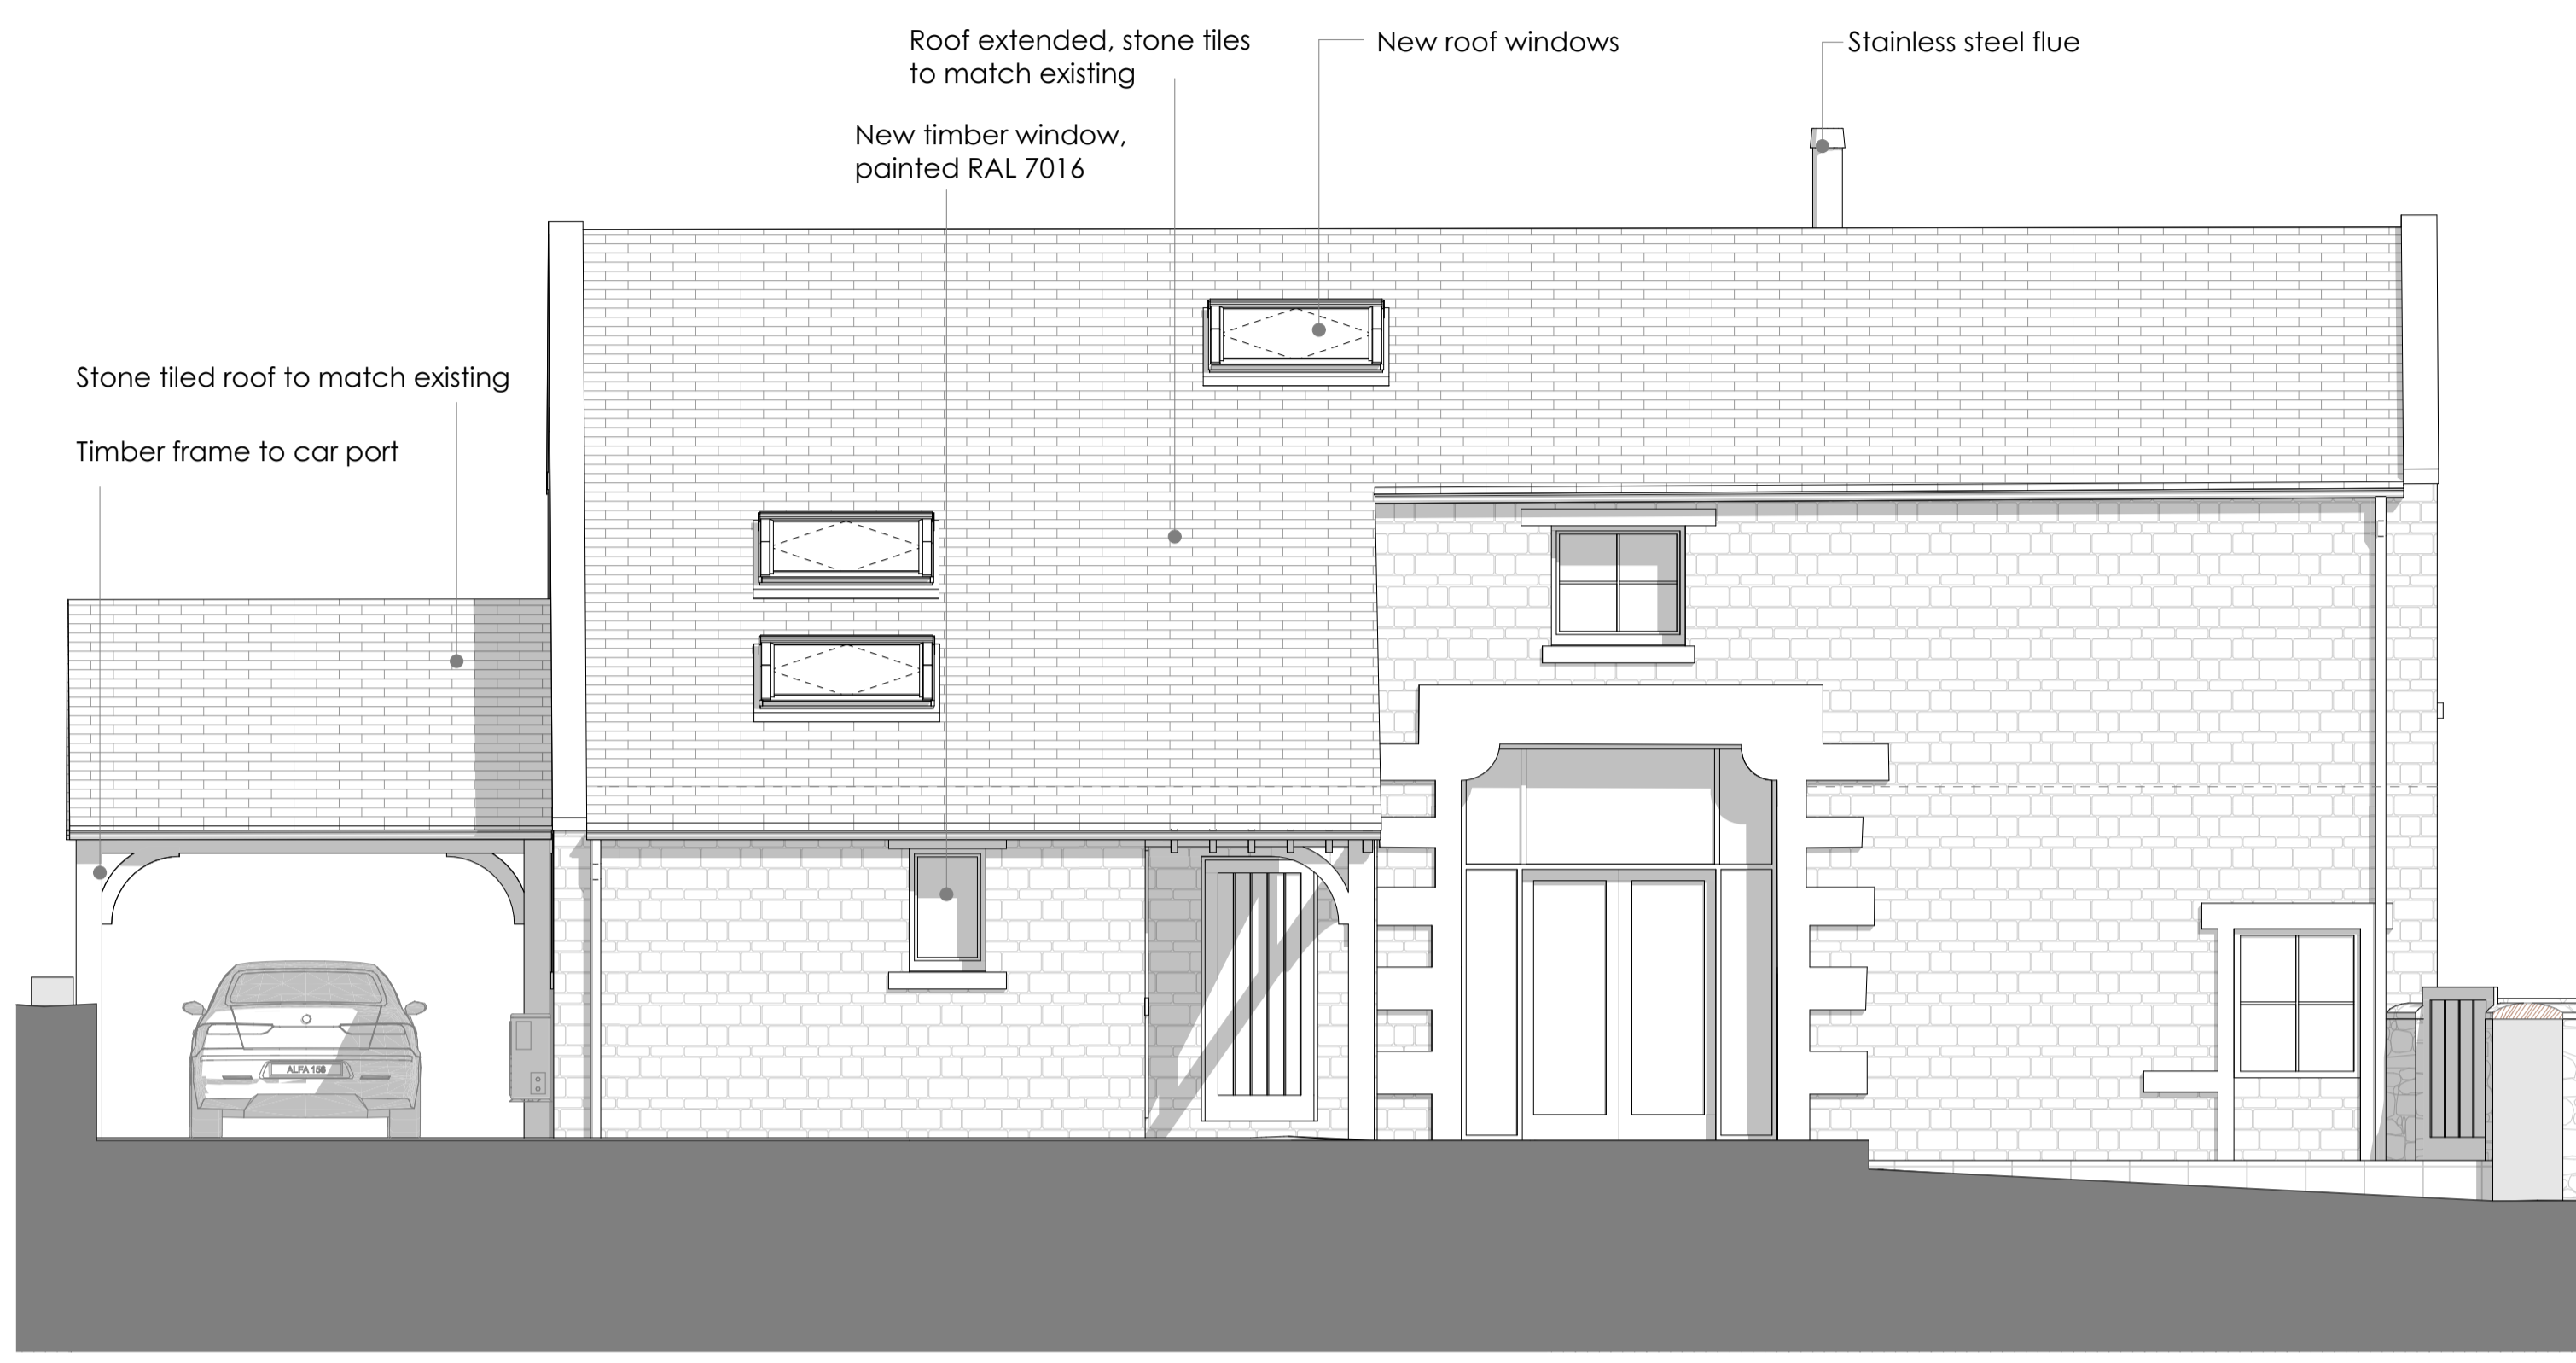 Roof extended, stone tiles
to match existing
New roof windows
Stainless steel flue
New timber window,
painted RAL 7016
Stone tiled roof to match existing
Timber frame to car port
ALFA 156